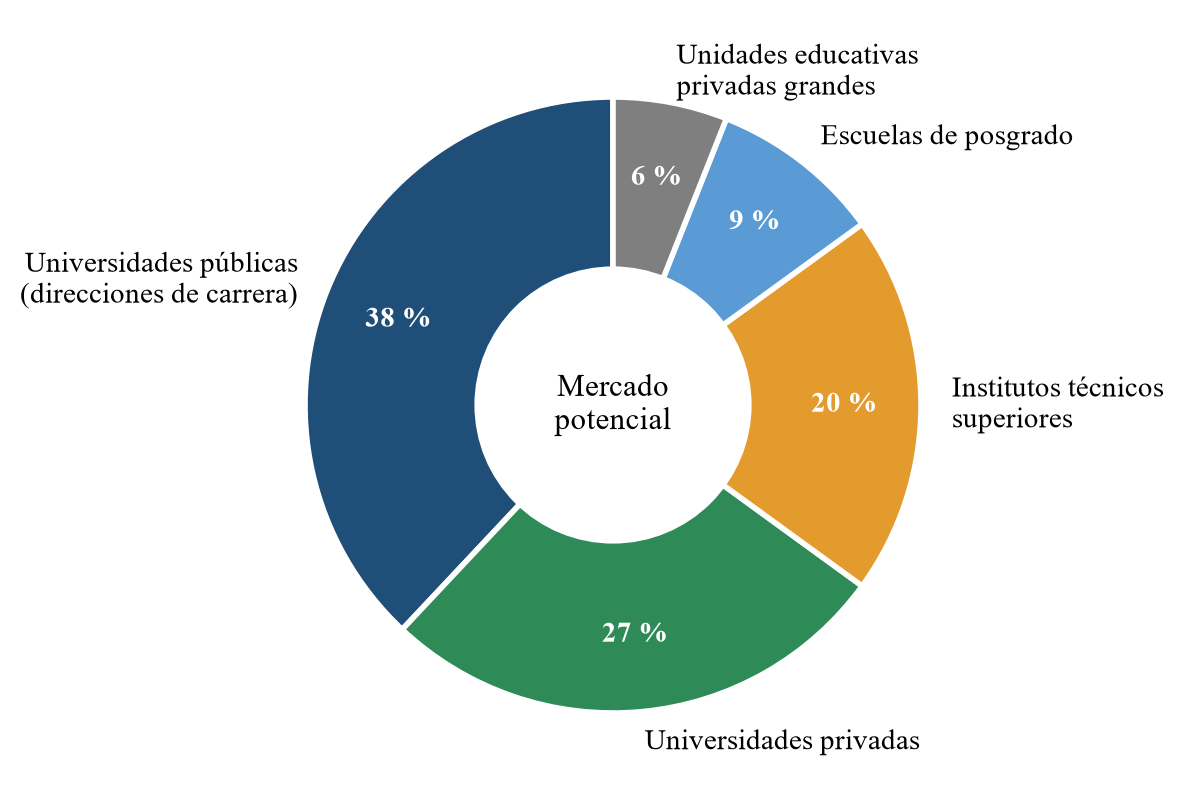 Unidades educativas
privadas grandes
Escuelas de posgrado
6 %
9 %
Universidades públicas
(direcciones de carrera)
38 %
Mercado
potencial
20 %
Institutos técnicos
superiores
27 %
Universidades privadas